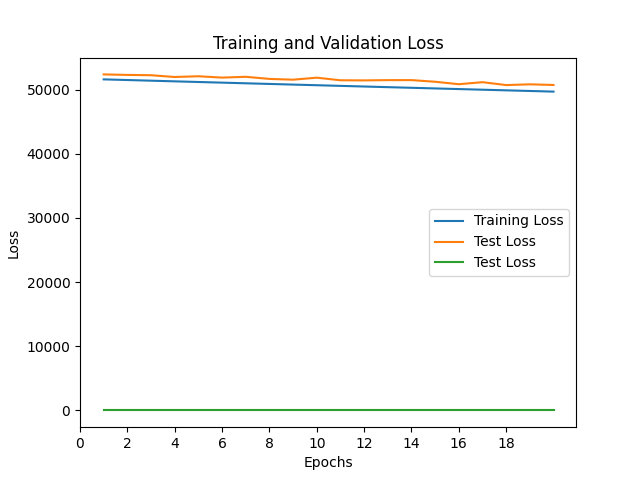 Training and Validation Loss
Loss
50000
40000
30000
20000
10000
0
Training Loss
Test Loss
Test Loss
0 2 4 6 8 10 12 14 16 18
Epochs